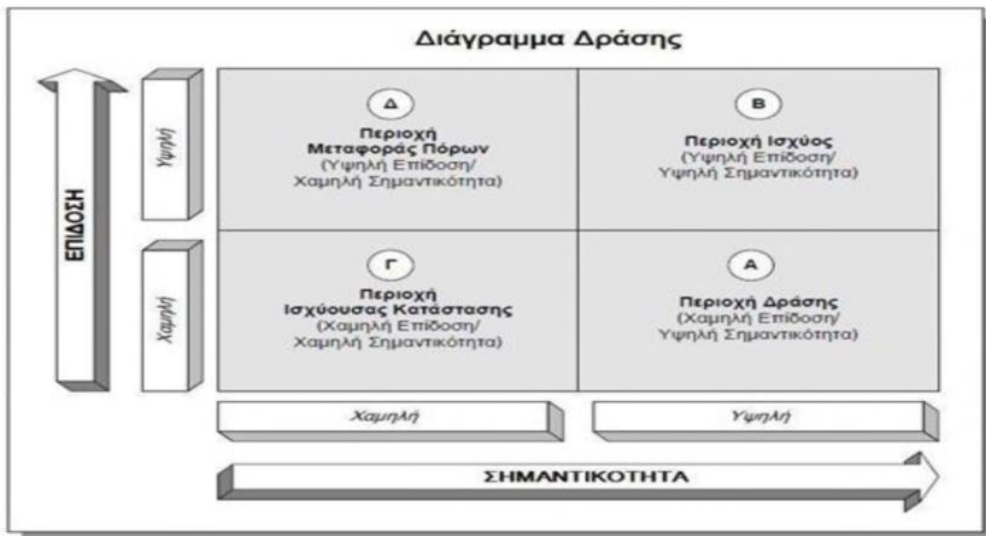 Διάγραμμα Δράσης
ΕΠΙΔΟΣΗ
Υψηλή
Δ
Περιοχή
Μεταφοράς Πόρων
(Υψηλή Επίδοση/
Χαμηλή Σημαντικότητα)
Β
Περιοχή Ισχύος
(Υψηλή Επίδοση/
Υψηλή Σημαντικότητα)
Χαμηλή
Γ
Περιοχή
Ισχύουσας Κατάστασης
(Χαμηλή Επίδοση/
Χαμηλή Σημαντικότητα)
Α
Περιοχή Δράσης
(Χαμηλή Επίδοση/
Υψηλή Σημαντικότητα)
Χαμηλή
Υψηλή
ΣΗΜΑΝΤΙΚΟΤΗΤΑ